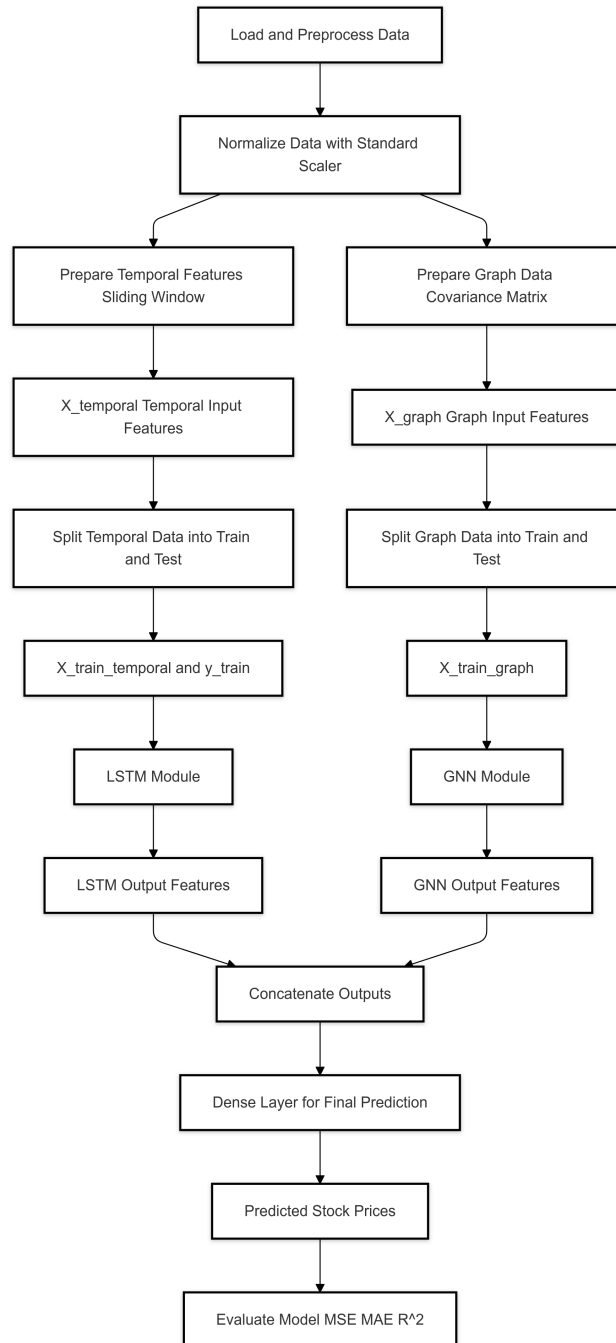 Load and Preprocess Data
Normalize Data with Standard
Scaler
Prepare Temporal Features
Sliding Window
Prepare Graph Data
Covariance Matrix
X_temporal Temporal Input
Features
X_graph Graph Input Features
Split Temporal Data into Train
and Test
Split Graph Data into Train and
Test
X_train_temporal and y_train
X_train_graph
LSTM Module
GNN Module
LSTM Output Features
GNN Output Features
Concatenate Outputs
Dense Layer for Final Prediction
Predicted Stock Prices
Evaluate Model MSE MAE R^2